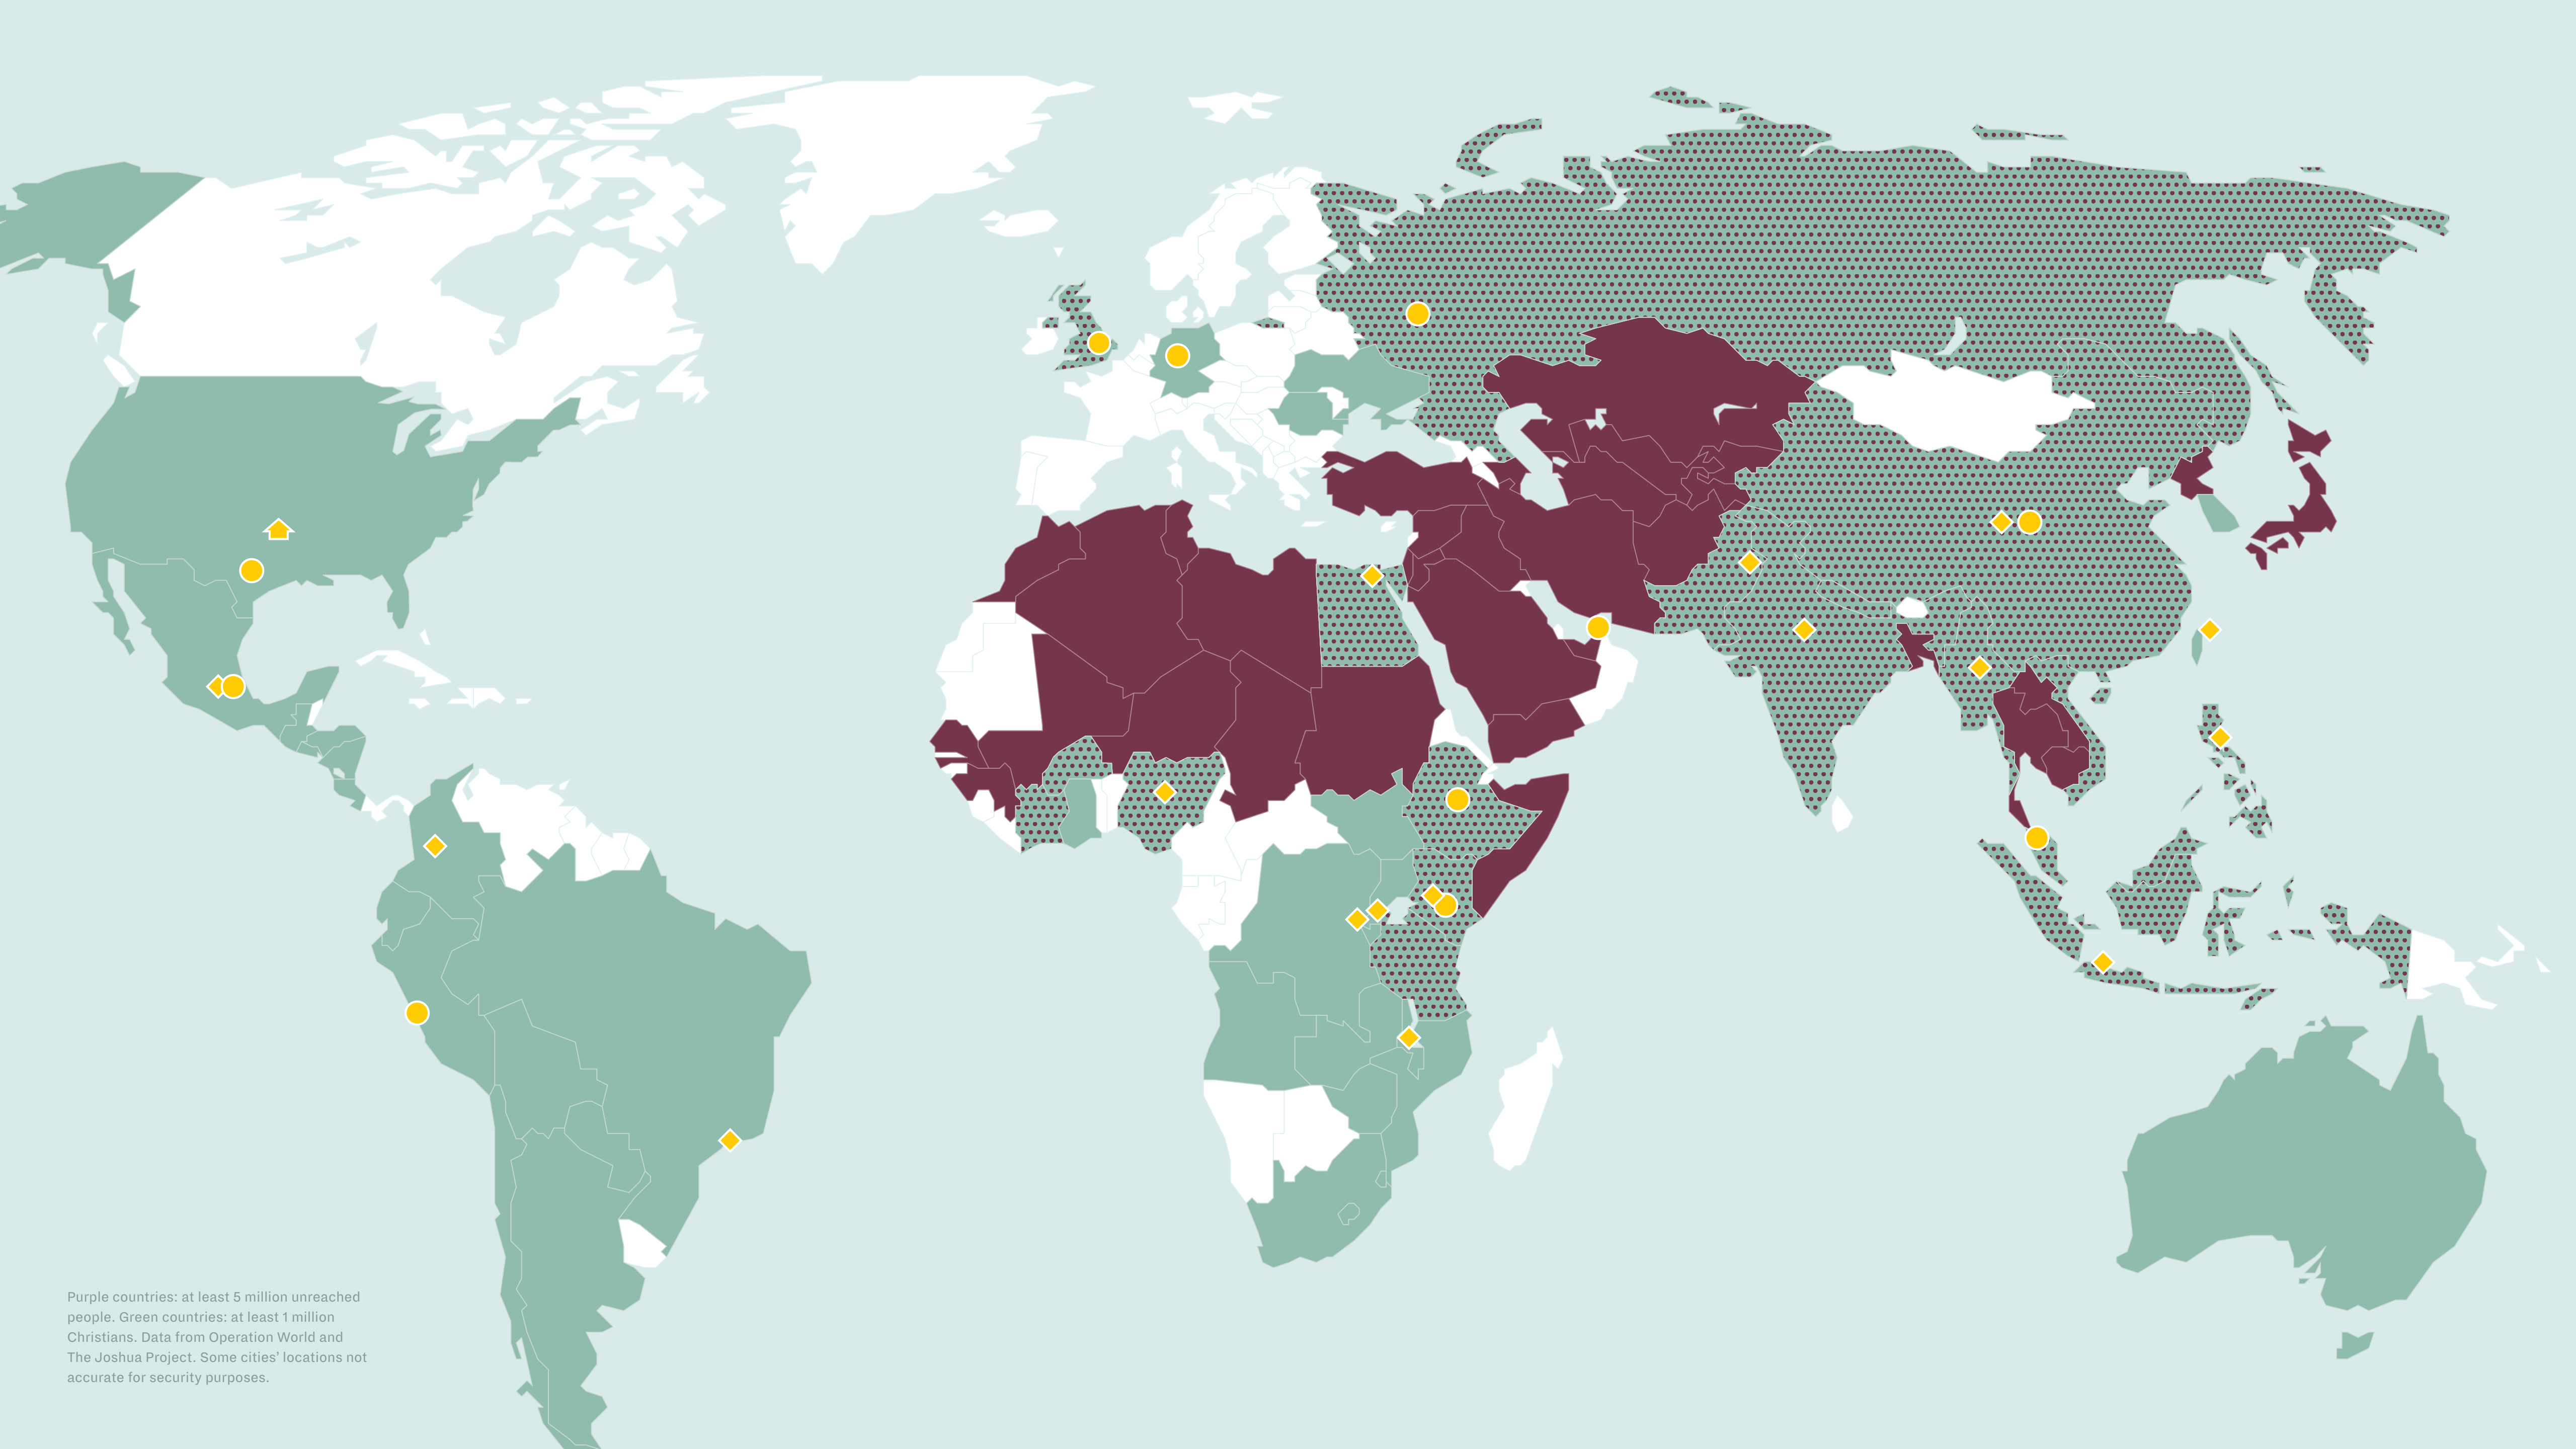 Purple countries: at least 5 million unreached
people. Green countries: at least 1 million
Christians. Data from Operation World and
The Joshua Project. Some cities’ locations not
accurate for security purposes.